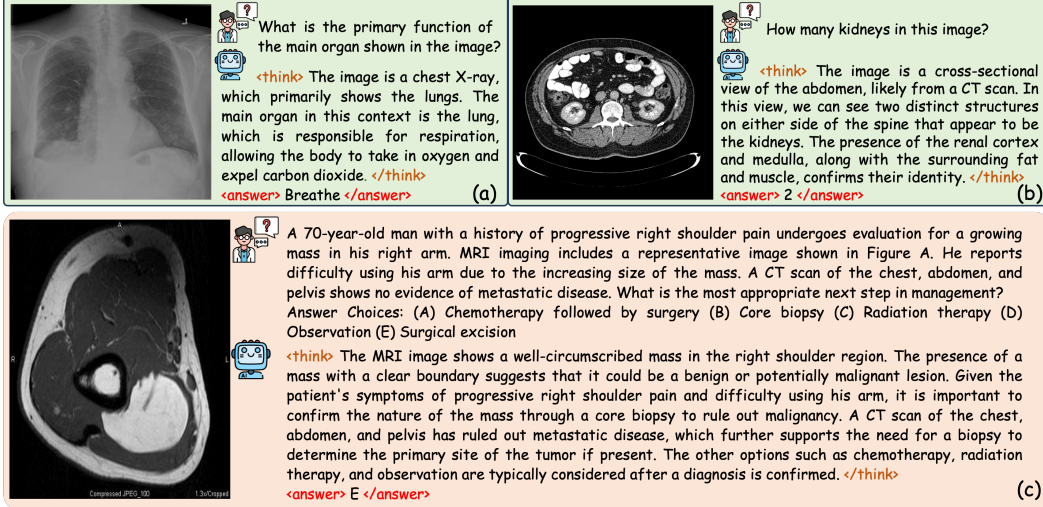 What is the primary function of
the main organ shown in the image?
<think> The image is a chest X-ray,
which primarily shows the lungs. The
main organ in this context is the lung,
which is responsible for respiration,
allowing the body to take in oxygen and
expel carbon dioxide. </think>
<answer> Breathe </answer>
(a)
How many kidneys in this image?
<think> The image is a cross-sectional
view of the abdomen, likely from a CT scan. In
this view, we can see two distinct structures
on either side of the spine that appear to be
the kidneys. The presence of the renal cortex
and medulla, along with the surrounding fat
and muscle, confirms their identity. </think>
<answer> 2 </answer>
(b)
A
R
L
Compressed JPEG_100
1.3x/Cropped
A 70-year-old man with a history of progressive right shoulder pain undergoes evaluation for a growing
mass in his right arm. MRI imaging includes a representative image shown in Figure A. He reports
difficulty using his arm due to the increasing size of the mass. A CT scan of the chest, abdomen, and
pelvis shows no evidence of metastatic disease. What is the most appropriate next step in management?
Answer Choices: (A) Chemotherapy followed by surgery (B) Core biopsy (C) Radiation therapy (D)
Observation (E) Surgical excision
<think> The MRI image shows a well-circumscribed mass in the right shoulder region. The presence of a
mass with a clear boundary suggests that it could be a benign or potentially malignant lesion. Given the
patient's symptoms of progressive right shoulder pain and difficulty using his arm, it is important to
confirm the nature of the mass through a core biopsy to rule out malignancy. A CT scan of the chest,
abdomen, and pelvis has ruled out metastatic disease, which further supports the need for a biopsy to
determine the primary site of the tumor if present. The other options such as chemotherapy, radiation
therapy, and observation are typically considered after a diagnosis is confirmed. </think>
<answer> E </answer>
(c)